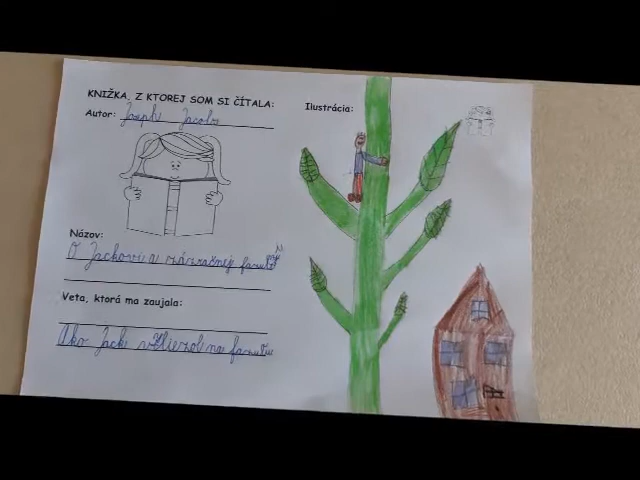 KNIŽKA, Z KTOREJ SOM SI ČÍTALA:
Autor: Joseph Jacobs
Ilustrácia:
Názov:
O Jackovi a zázračnej fazuli
Veta, ktorá ma zaujala:
Ako Jack vyliezol na fazuľu